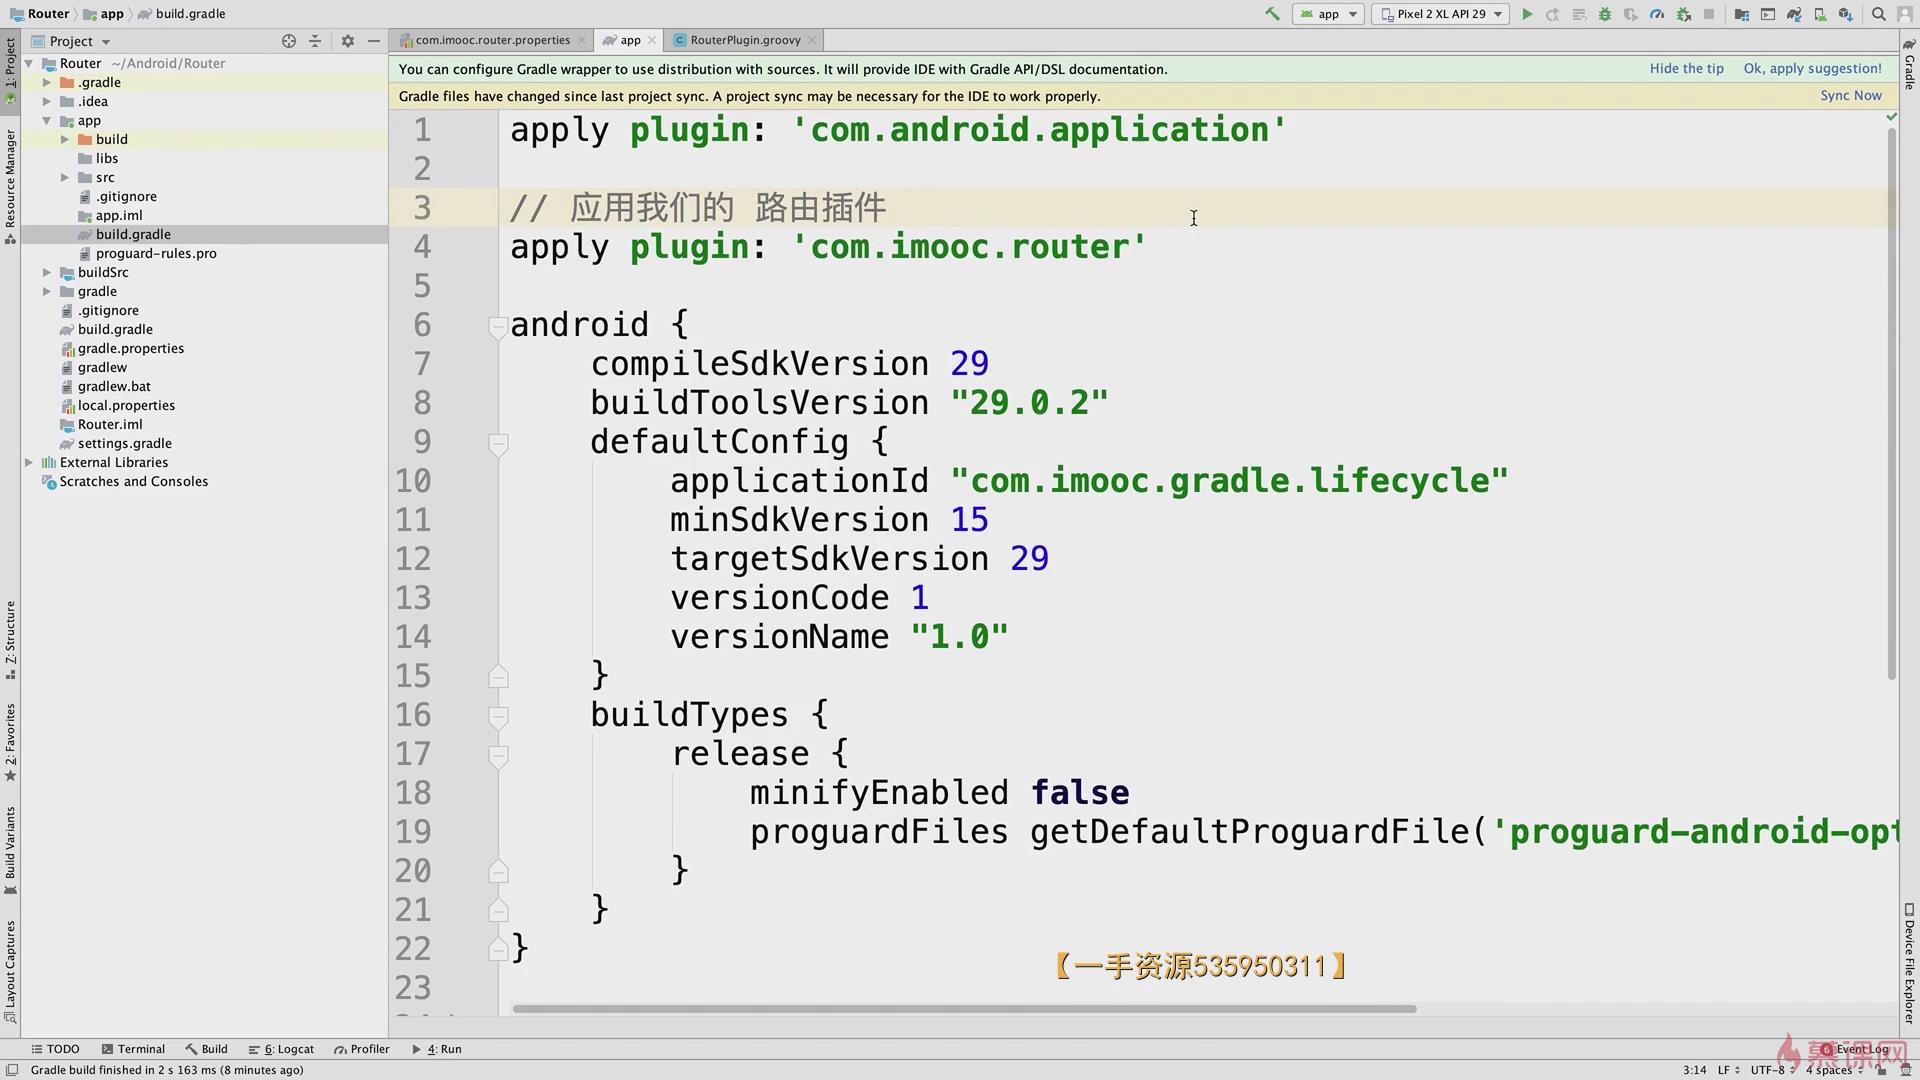 Router app build.gradle
app Pixel 2 XL API 29
Project
com.imooc.router.properties app RouterPlugin.groovy
1: Project
Resource Manager
Z: Structure
2: Favorites
Build Variants
Layout Captures
Router ~/Android/Router
.gradle
.idea
app
build
libs
src
.gitignore
app.iml
build.gradle
proguard-rules.pro
buildSrc
gradle
.gitignore
build.gradle
gradle.properties
gradlew
gradlew.bat
local.properties
Router.iml
settings.gradle
External Libraries
Scratches and Consoles
You can configure Gradle wrapper to use distribution with sources. It will provide IDE with Gradle API/DSL documentation. Hide the tip Ok, apply suggestion!
Gradle files have changed since last project sync. A project sync may be necessary for the IDE to work properly. Sync Now
1 apply plugin: 'com.android.application'
2
3 // 应用我们的 路由插件
4 apply plugin: 'com.imooc.router'
5
6 android {
7 compileSdkVersion 29
8 buildToolsVersion "29.0.2"
9 defaultConfig {
10 applicationId "com.imooc.gradle.lifecycle"
11 minSdkVersion 15
12 targetSdkVersion 29
13 versionCode 1
14 versionName "1.0"
15 }
16 buildTypes {
17 release {
18 minifyEnabled false
19 proguardFiles getDefaultProguardFile('proguard-android-opt
20 }
21 }
22 }
23
【一手资源535950311】
Gradle
Device File Explorer
TODO Terminal Build 6: Logcat Profiler 4: Run 6 Event Log
慕课网
Gradle build finished in 2 s 163 ms (8 minutes ago) 3:14 LF UTF-8 4 spaces